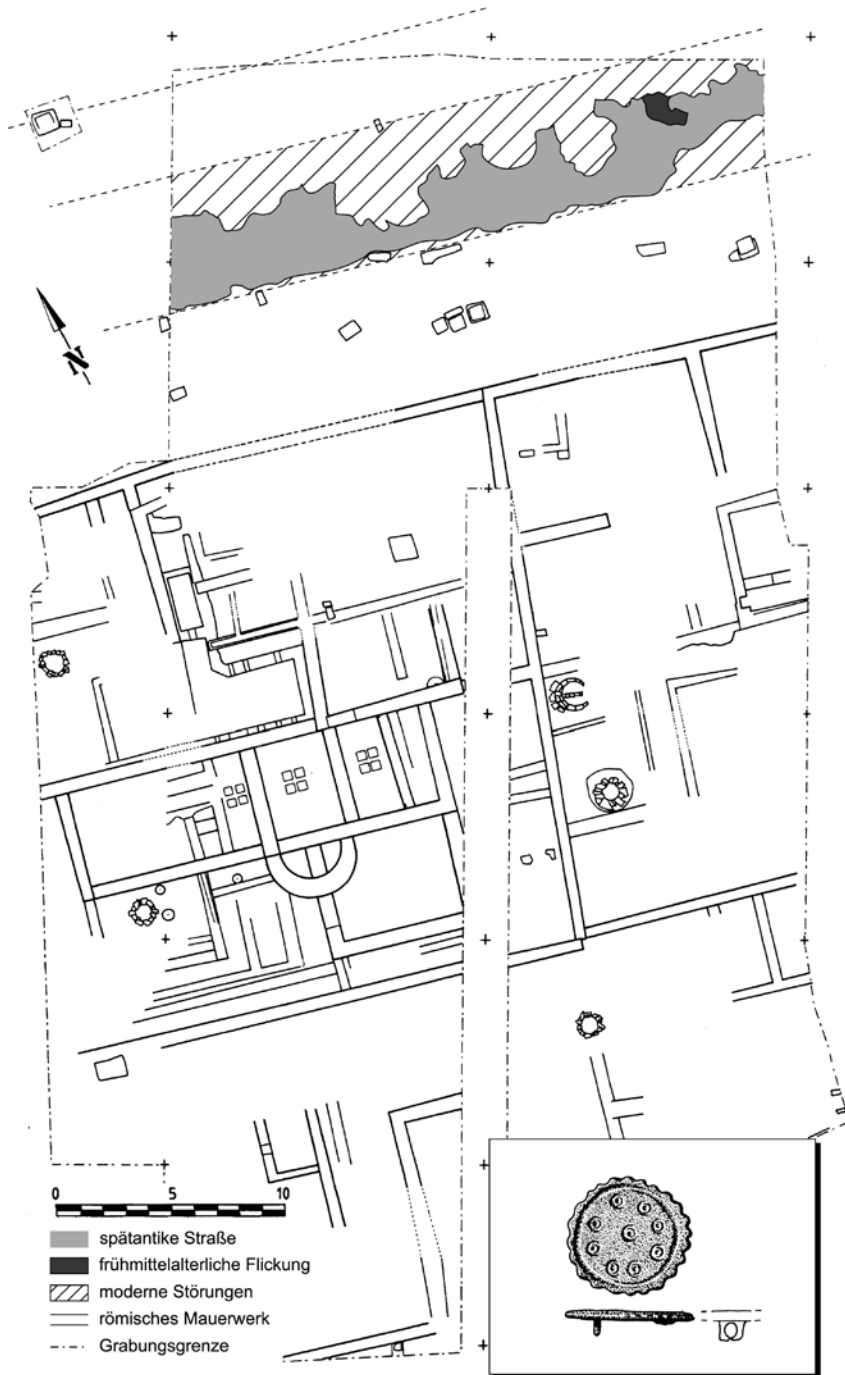 N
0 5 10
spätantike Straße
frühmittelalterliche Flickung
moderne Störungen
römisches Mauerwerk
Grabungsgrenze